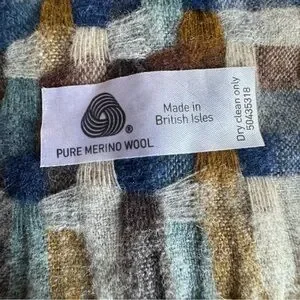 ®
PURE MERINO WOOL
Made in
British Isles
Dry clean only
50435318